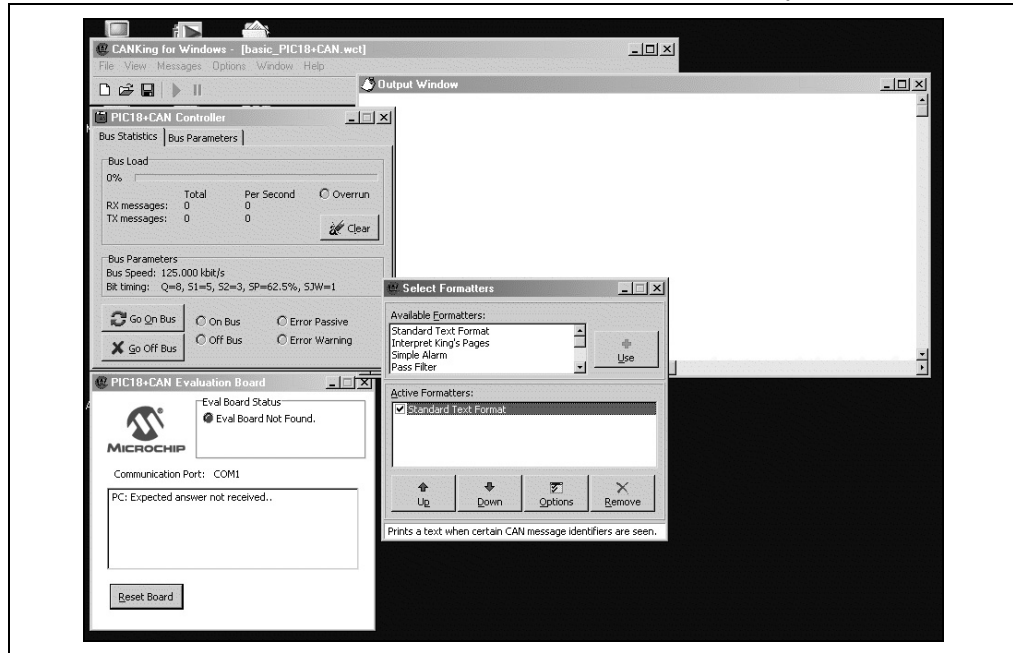 CANKing for Windows - [basic_PIC18+CAN.wct]
File View Messages Options Window Help
Output Window
PIC18+CAN Controller
Bus Statistics Bus Parameters
Bus Load
0%
Total Per Second Overrun
RX messages: 0 0
TX messages: 0 0
Clear
Bus Parameters
Bus Speed: 125.000 kbit/s
Bit timing: Q=8, S1=5, S2=3, SP=62.5%, SJW=1
Go On Bus On Bus Error Passive
Go Off Bus Off Bus Error Warning
Select Formatters
Available Formatters:
Standard Text Format
Interpret King's Pages
Simple Alarm
Pass Filter
Use
Active Formatters:
Standard Text Format
Up Down Options Remove
Prints a text when certain CAN message identifiers are seen.
PIC18+CAN Evaluation Board
Eval Board Status
Eval Board Not Found.
MICROCHIP
Communication Port: COM1
PC: Expected answer not received..
Reset Board